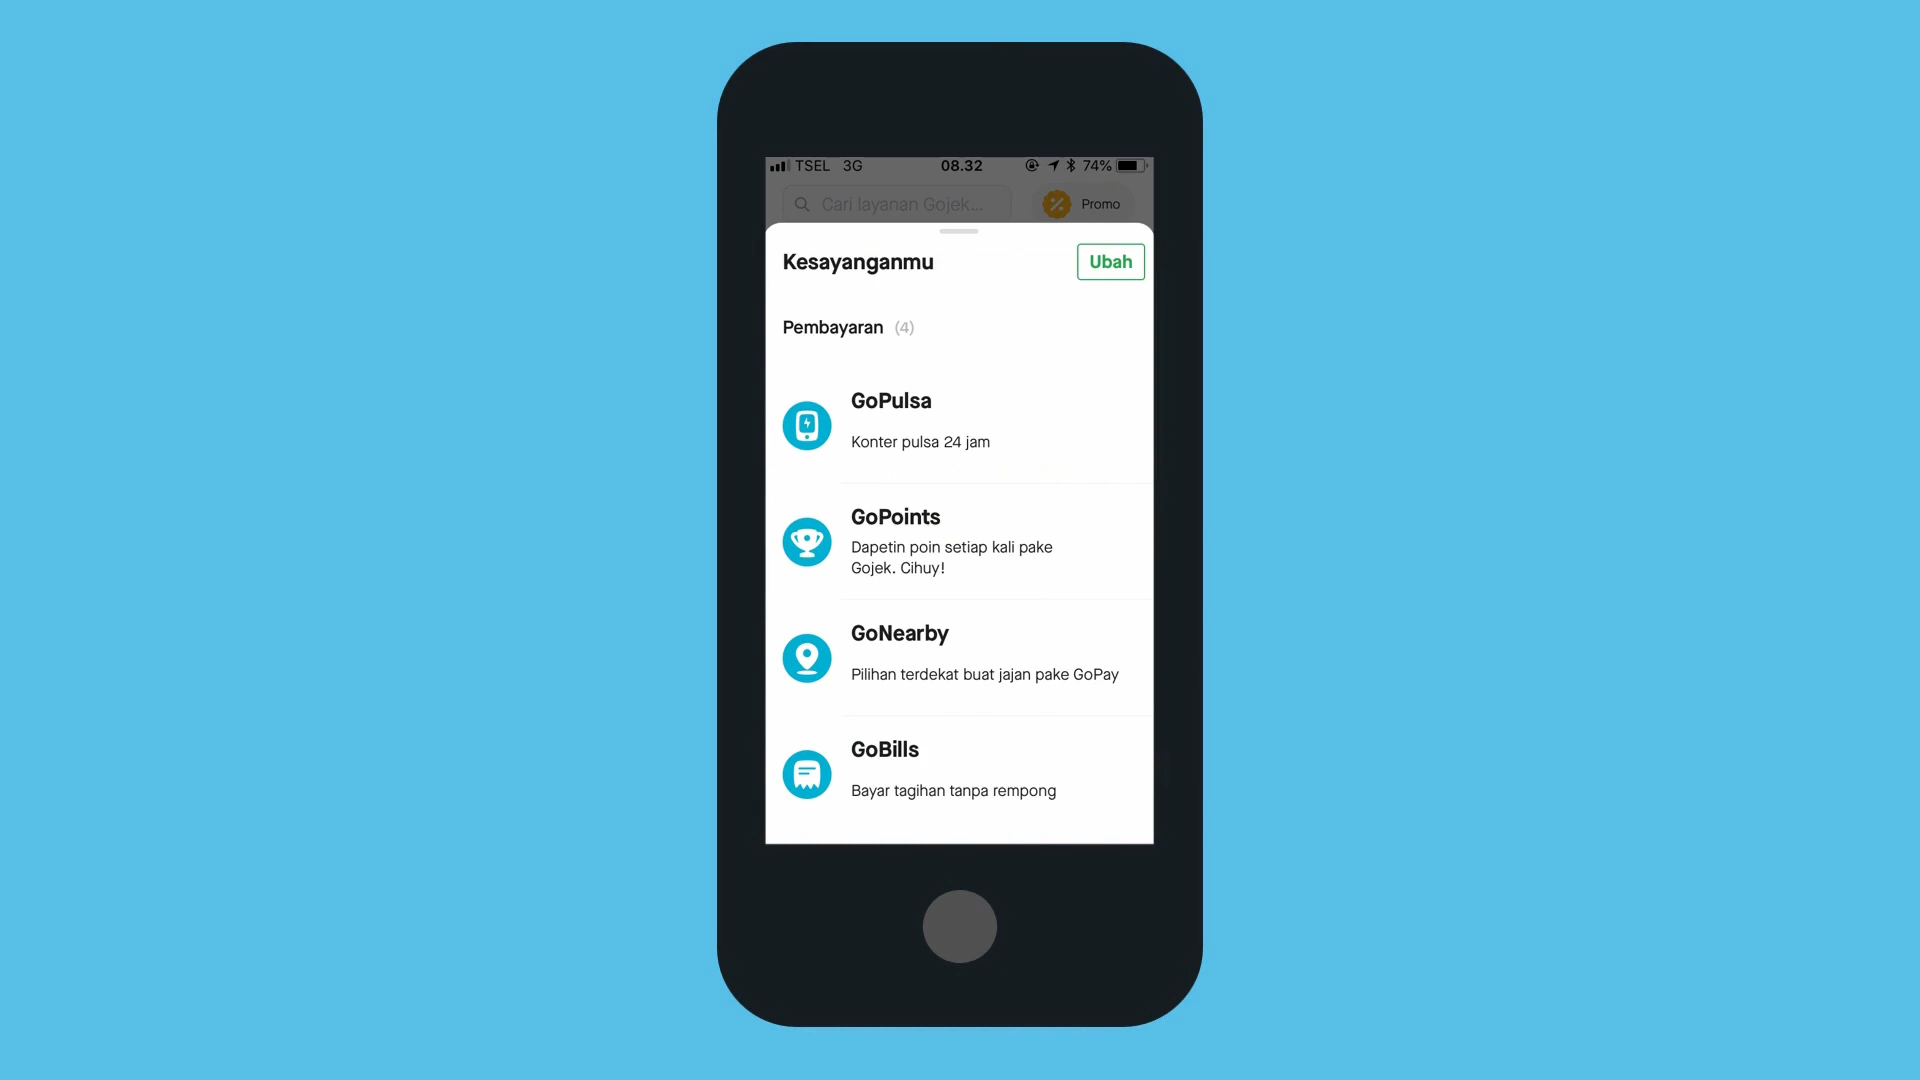 TSEL 3G 08.32 74%
Cari layanan Gojek... Promo
Kesayanganmu Ubah
Pembayaran (4)
GoPulsa
Konter pulsa 24 jam
GoPoints
Dapetin poin setiap kali pake
Gojek. Cihuy!
GoNearby
Pilihan terdekat buat jajan pake GoPay
GoBills
Bayar tagihan tanpa rempong